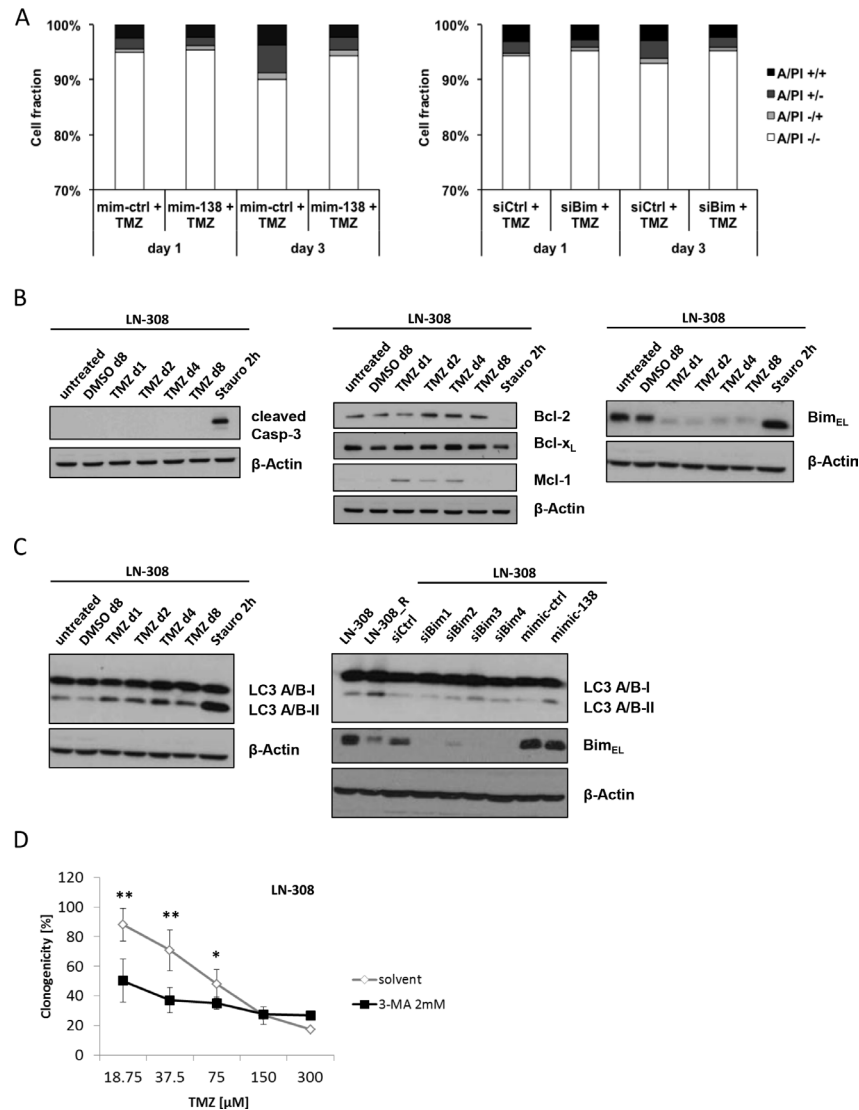 A
100%
90%
80%
70%
Cell fraction
mim-ctrl + TMZ
mim-138 + TMZ
mim-ctrl + TMZ
mim-138 + TMZ
day 1
day 3
100%
90%
80%
70%
Cell fraction
siCtrl + TMZ
siBim + TMZ
siCtrl + TMZ
siBim + TMZ
day 1
day 3
A/PI +/+
A/PI +/-
A/PI -/+
A/PI -/-
B
LN-308
untreated
DMSO d8
TMZ d1
TMZ d2
TMZ d4
TMZ d8
Stauro 2h
cleaved
Casp-3
β-Actin
LN-308
untreated
DMSO d8
TMZ d1
TMZ d2
TMZ d4
TMZ d8
Stauro 2h
Bcl-2
Bcl-xL
Mcl-1
β-Actin
LN-308
untreated
DMSO d8
TMZ d1
TMZ d2
TMZ d4
TMZ d8
Stauro 2h
BimEL
β-Actin
C
LN-308
untreated
DMSO d8
TMZ d1
TMZ d2
TMZ d4
TMZ d8
Stauro 2h
LC3 A/B-I
LC3 A/B-II
β-Actin
LN-308
LN-308
LN-308_R
siCtrl
siBim1
siBim2
siBim3
siBim4
mimic-ctrl
mimic-138
LC3 A/B-I
LC3 A/B-II
BimEL
β-Actin
D
LN-308
120
100
80
60
40
20
0
Clonogenicity [%]
**
**
*
18.75
37.5
75
150
300
TMZ [µM]
solvent
3-MA 2mM